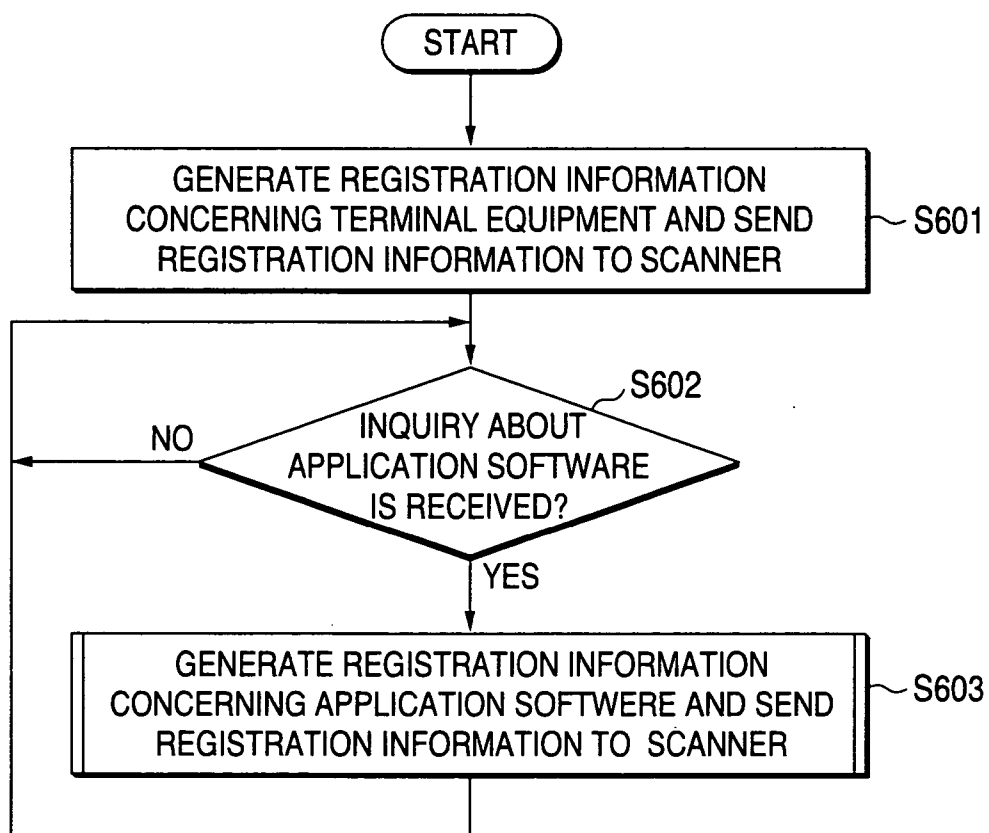 START
GENERATE REGISTRATION INFORMATION
CONCERNING TERMINAL EQUIPMENT AND SEND
REGISTRATION INFORMATION TO SCANNER
S601
S602
INQUIRY ABOUT
APPLICATION SOFTWARE
IS RECEIVED?
NO
YES
GENERATE REGISTRATION INFORMATION
CONCERNING APPLICATION SOFTWERE AND SEND
REGISTRATION INFORMATION TO SCANNER
S603